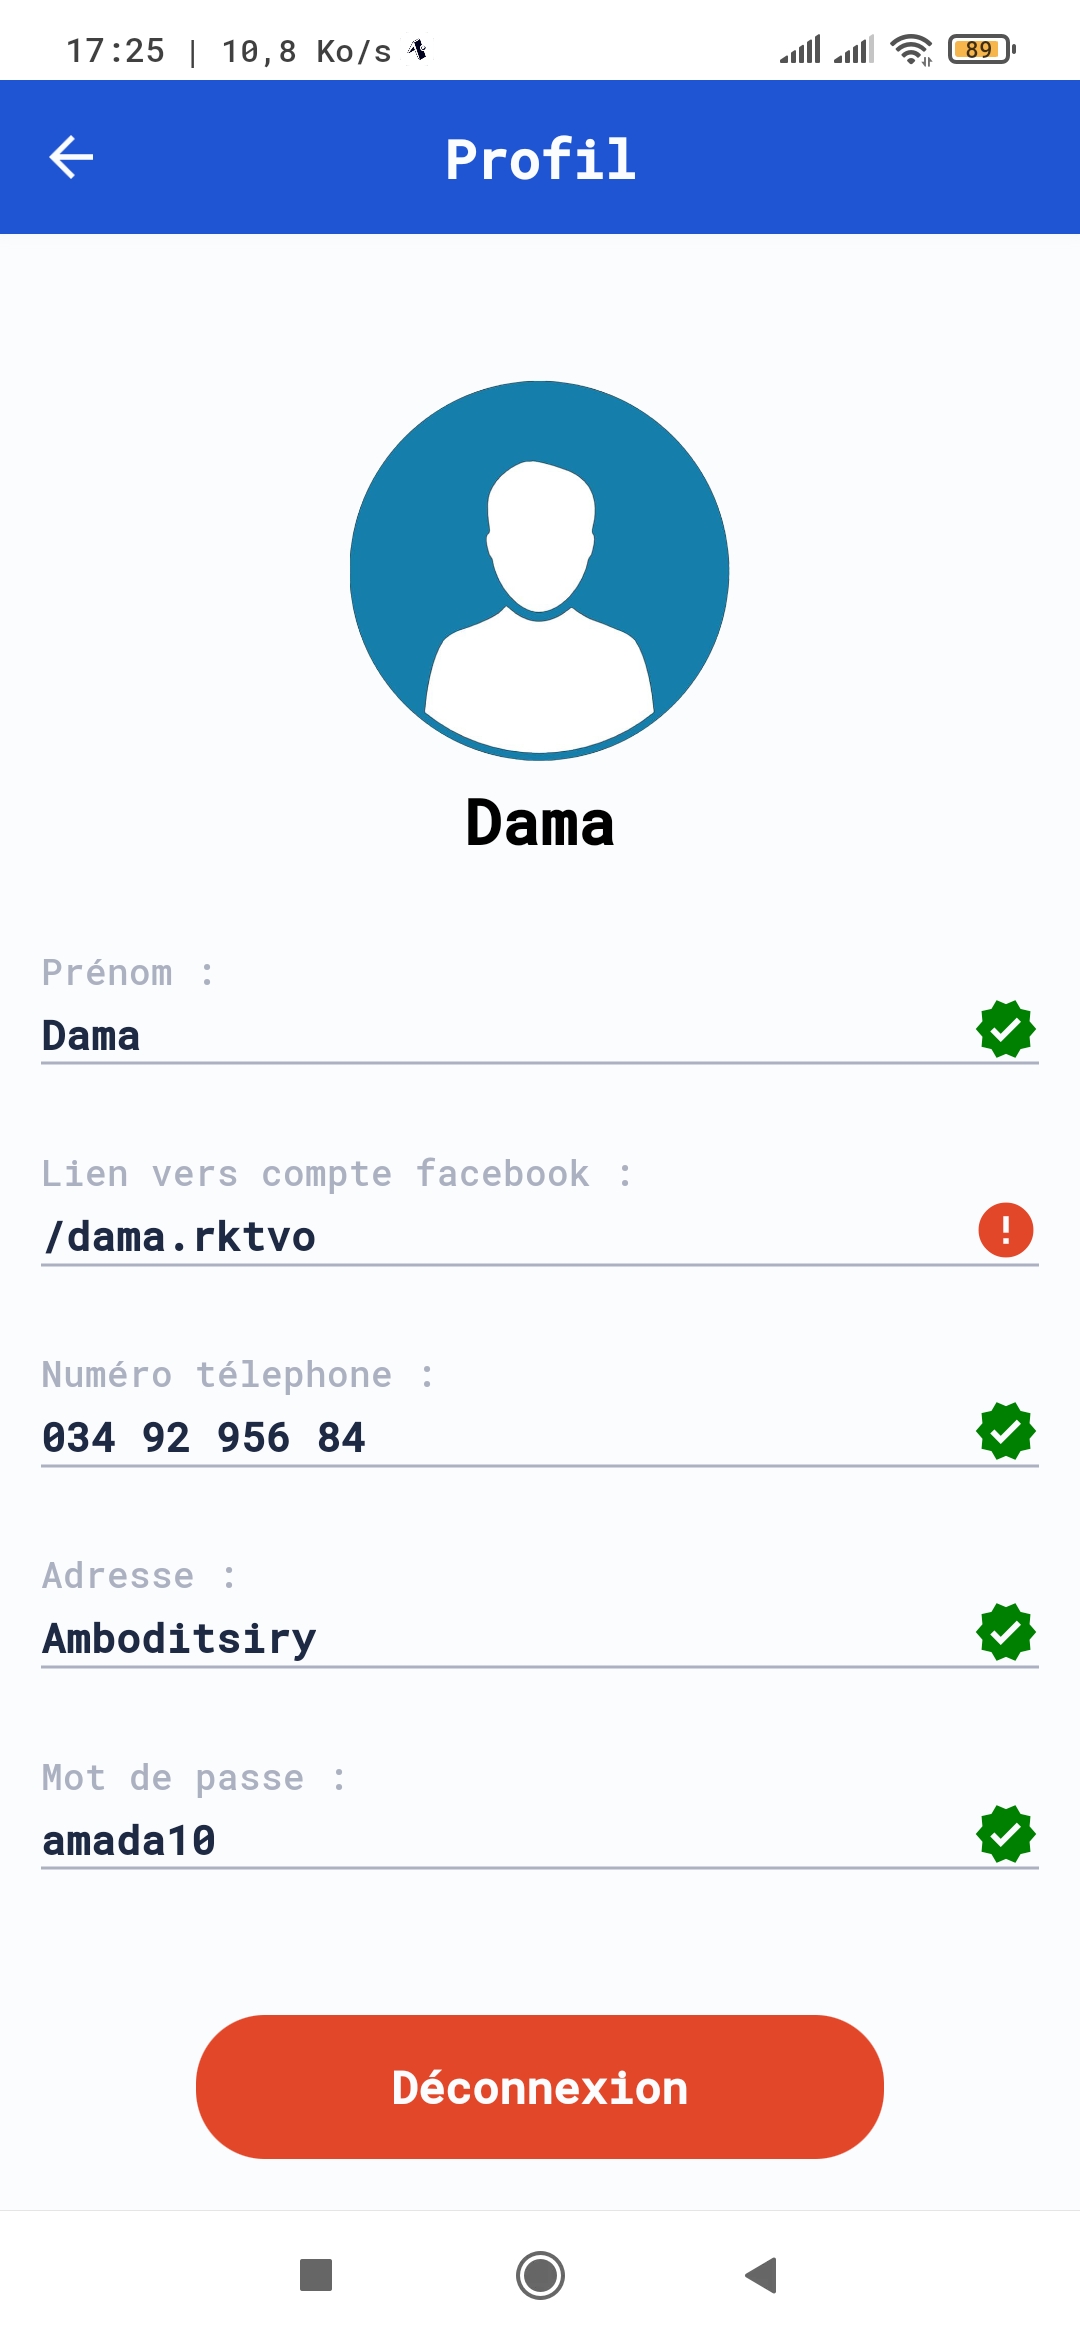 17:25 | 10,8 Ko/s
89
Profil
Dama
Prénom :
Dama
Lien vers compte facebook :
/dama.rktvo
Numéro télephone :
034 92 956 84
Adresse :
Amboditsiry
Mot de passe :
amada10
Déconnexion